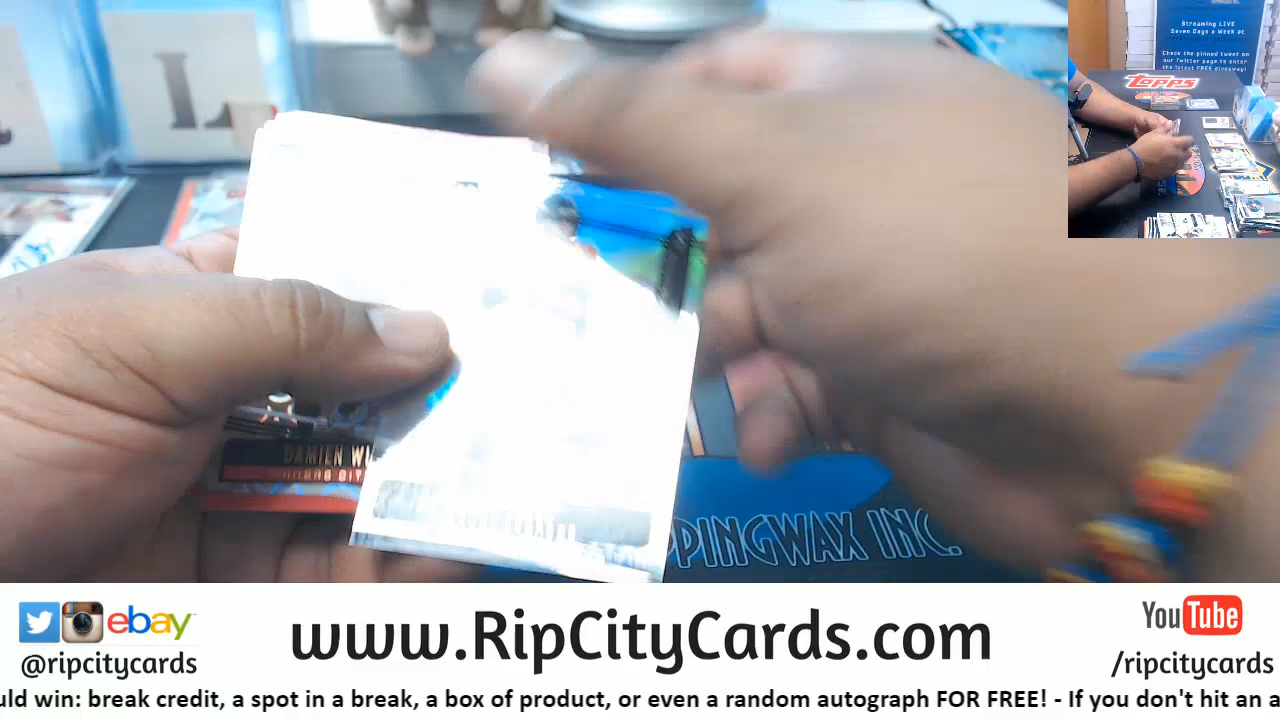 Streaming LIVE
Seven Days a Week at
Check the pinned tweet on
our Twitter page to enter
the latest FREE giveaway!
topps
L
DAMIEN
PPINGWAX INC.
ebay
@ripcitycards
www.RipCityCards.com
YouTube
/ripcitycards
uld win: break credit, a spot in a break, a box of product, or even a random autograph FOR FREE! - If you don't hit an a